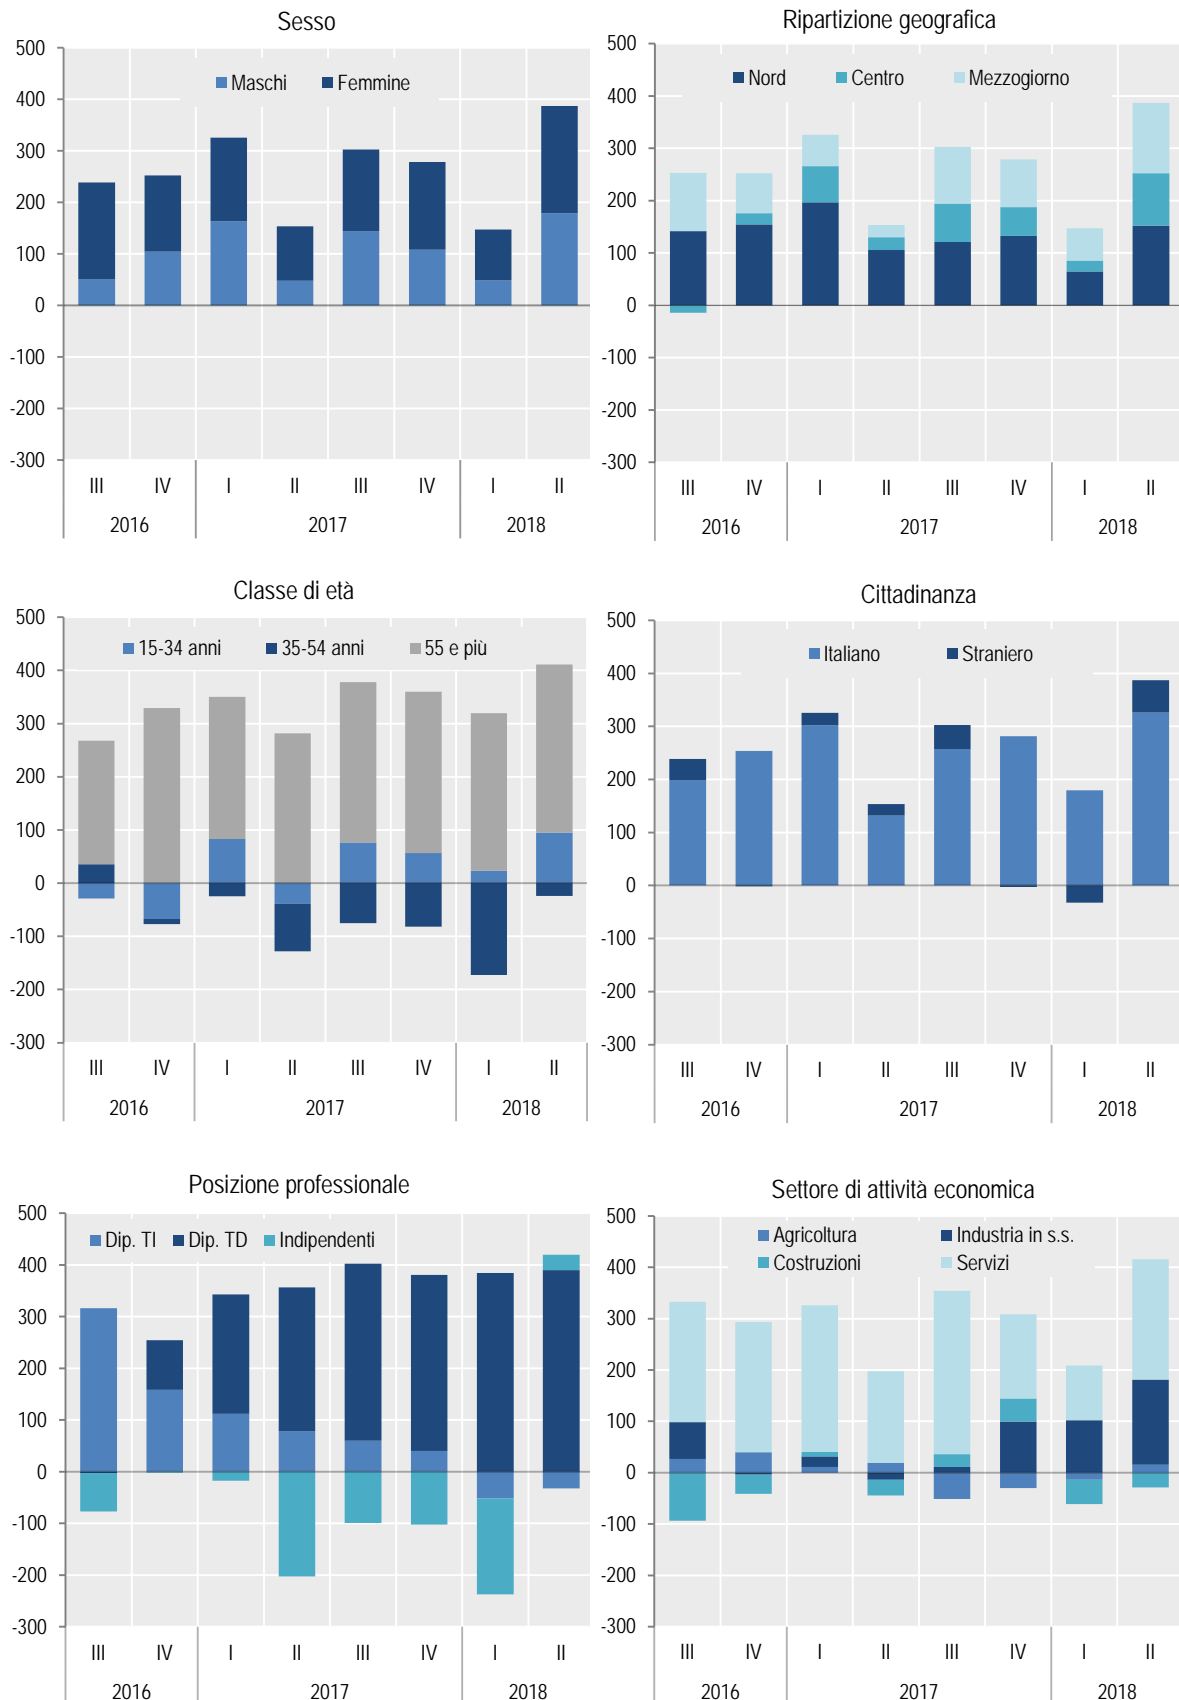 Sesso
500
400
300
200
100
0
-100
-200
-300
Maschi Femmine
III IV I II III IV I II
2016 2017 2018
Ripartizione geografica
500
400
300
200
100
0
-100
-200
-300
Nord Centro Mezzogiorno
III IV I II III IV I II
2016 2017 2018
Classe di età
500
400
300
200
100
0
-100
-200
-300
15-34 anni 35-54 anni 55 e più
III IV I II III IV I II
2016 2017 2018
Cittadinanza
500
400
300
200
100
0
-100
-200
-300
Italiano Straniero
III IV I II III IV I II
2016 2017 2018
Posizione professionale
500
400
300
200
100
0
-100
-200
-300
Dip. TI Dip. TD Indipendenti
III IV I II III IV I II
2016 2017 2018
Settore di attività economica
500
400
300
200
100
0
-100
-200
-300
Agricoltura Industria in s.s.
Costruzioni Servizi
III IV I II III IV I II
2016 2017 2018